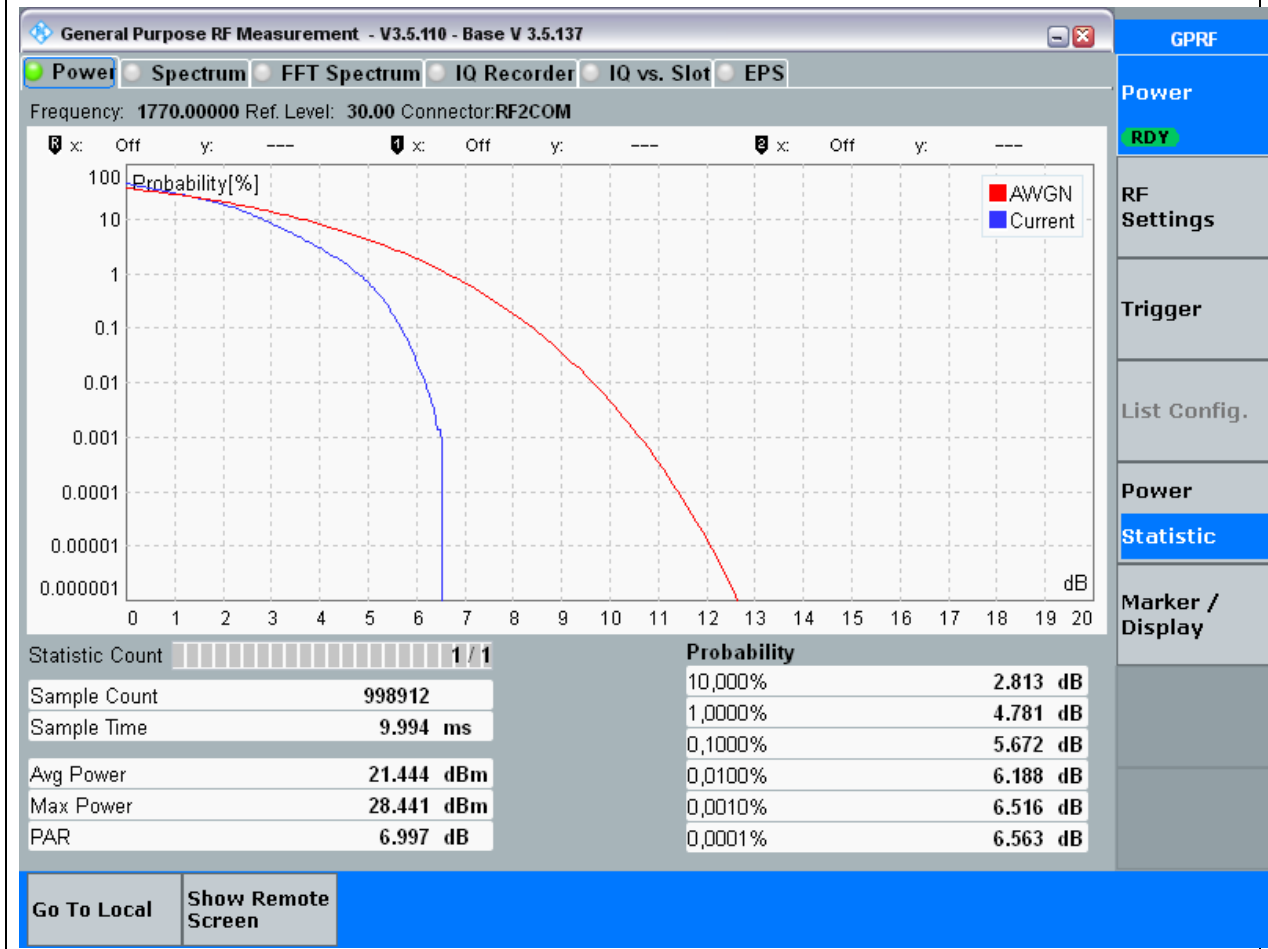 General Purpose RF Measurement - V3.5.110 - Base V 3.5.137
GPRF
Power Spectrum FFT Spectrum IQ Recorder IQ vs. Slot EPS
Frequency: 1770.00000 Ref. Level: 30.00 Connector:RF2COM
R x: Off y: --- 1 x: Off y: --- 2 x: Off y: ---
Probability[%]
AWGN
Current
100
10
1
0.1
0.01
0.001
0.0001
0.00001
0.000001
dB
0 1 2 3 4 5 6 7 8 9 10 11 12 13 14 15 16 17 18 19 20
Statistic Count 1 / 1
Sample Count 998912
Sample Time 9.994 ms
Avg Power 21.444 dBm
Max Power 28.441 dBm
PAR 6.997 dB
Probability
10,000% 2.813 dB
1,0000% 4.781 dB
0,1000% 5.672 dB
0,0100% 6.188 dB
0,0010% 6.516 dB
0,0001% 6.563 dB
Power
RDY
RF
Settings
Trigger
List Config.
Power
Statistic
Marker /
Display
Go To Local
Show Remote
Screen